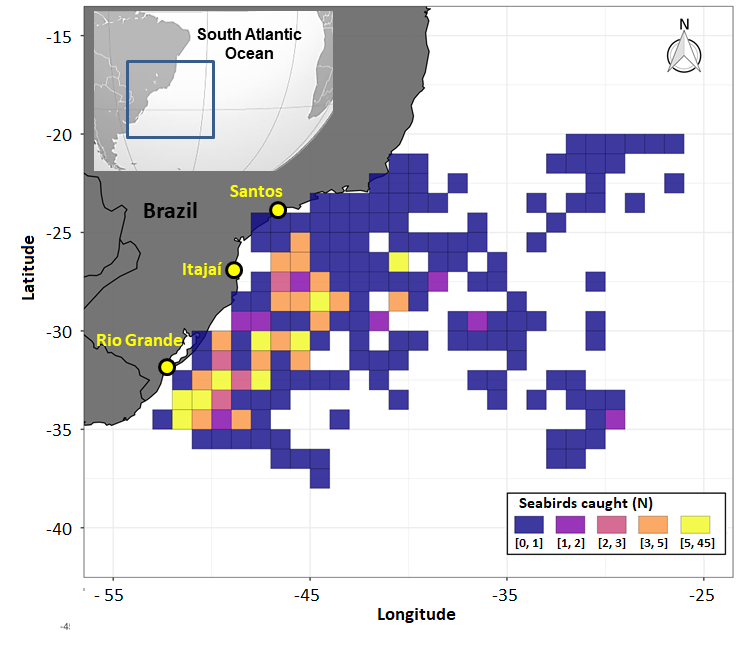 South Atlantic
Ocean
N
-15
-20
-25
-30
-35
-40
Latitude
Santos
Brazil
Itajaí
Rio Grande
Seabirds caught (N)
[0, 1] [1, 2] [2, 3] [3, 5] [5, 45]
- 55 -45 -35 -25
Longitude